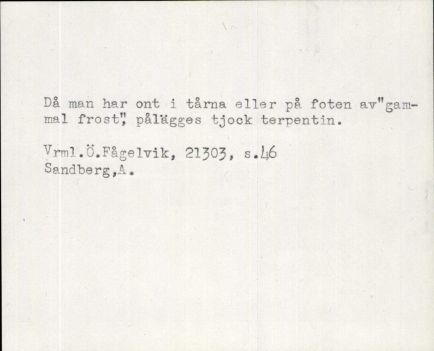 Då man har ont i tårna eller på foten av"gam-
mal frost", pålägges tjock terpentin.
Vrml.Ö.Fågelvik, 21303, s.46
Sandberg,A.